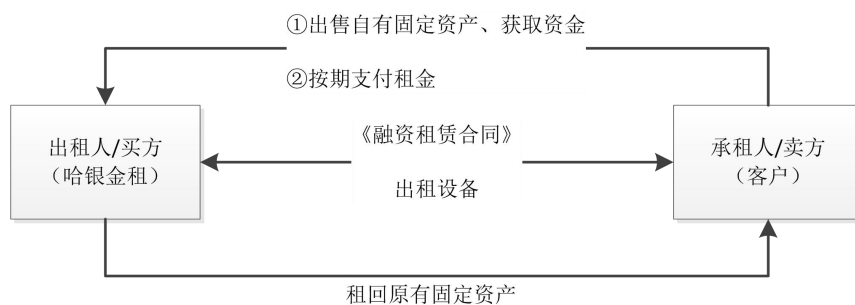 ①出售自有固定资产、获取资金
②按期支付租金
出租人/买方
（哈银金租）
《融资租赁合同》
出租设备
承租人/卖方
（客户）
租回原有固定资产